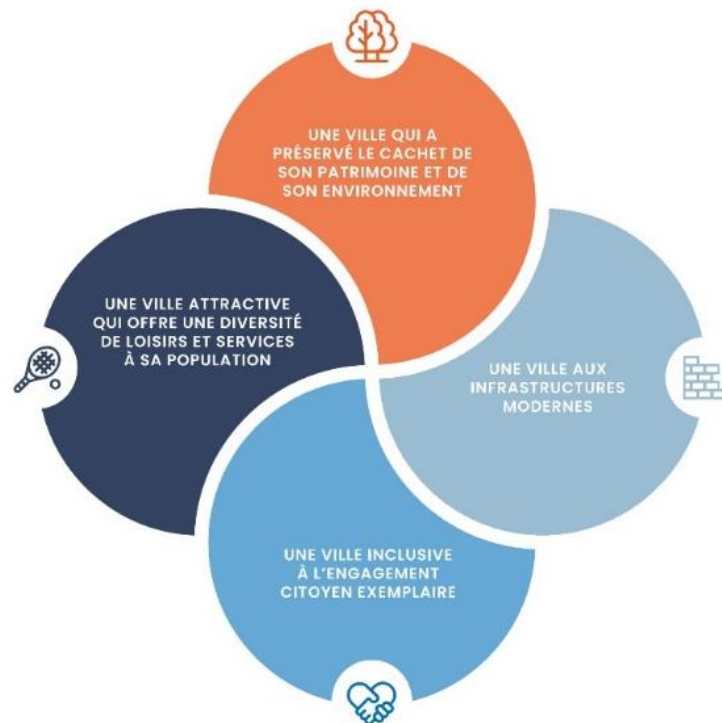 UNE VILLE QUI A
PRÉSERVÉ LE CACHET DE
SON PATRIMOINE ET DE
SON ENVIRONNEMENT
UNE VILLE ATTRACTIVE
QUI OFFRE UNE DIVERSITÉ
DE LOISIRS ET SERVICES
À SA POPULATION
UNE VILLE AUX
INFRASTRUCTURES
MODERNES
UNE VILLE INCLUSIVE
À L'ENGAGEMENT
CITOYEN EXEMPLAIRE